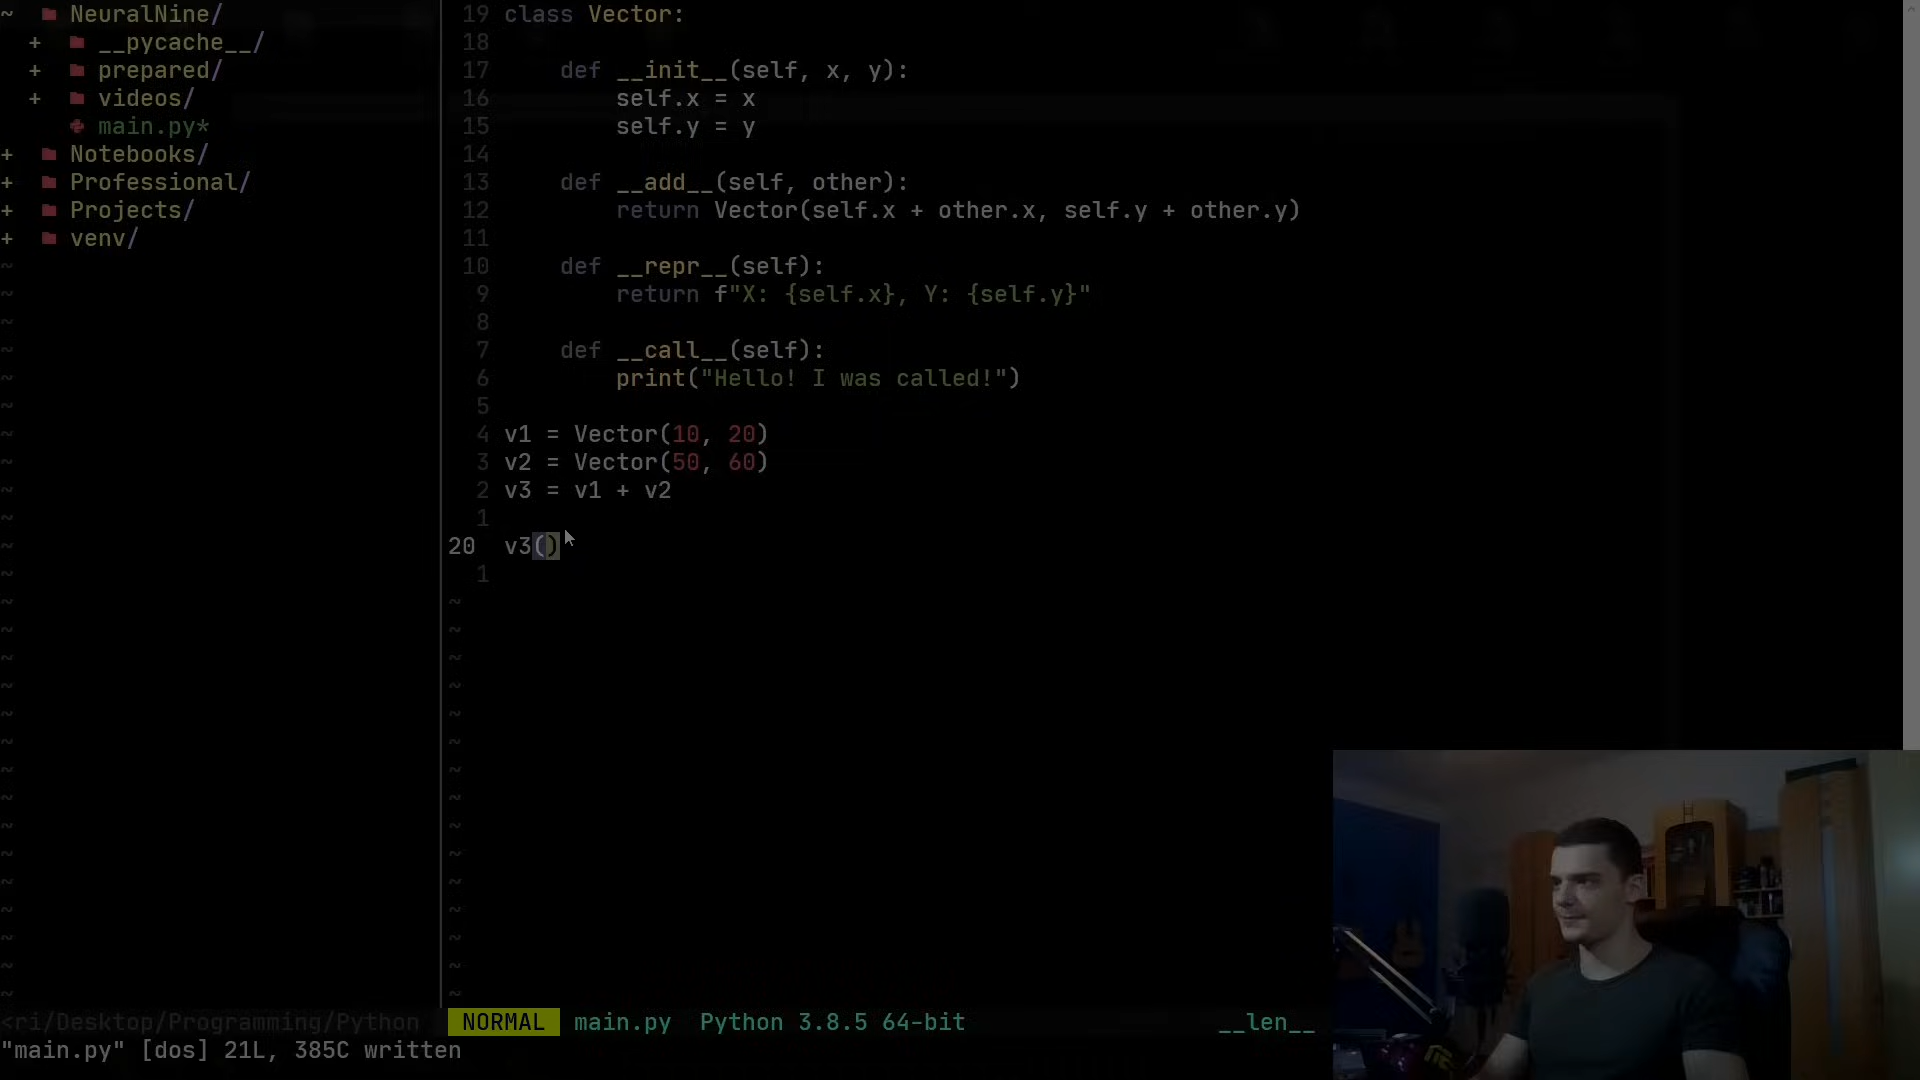 ~ NeuralNine/
+ __pycache__/
+ prepared/
+ videos/
main.py*
+ Notebooks/
+ Professional/
+ Projects/
+ venv/
19 class Vector:
18
17 def __init__(self, x, y):
16 self.x = x
15 self.y = y
14
13 def __add__(self, other):
12 return Vector(self.x + other.x, self.y + other.y)
11
10 def __repr__(self):
9 return f"X: {self.x}, Y: {self.y}"
8
7 def __call__(self):
6 print("Hello! I was called!")
5
4 v1 = Vector(10, 20)
3 v2 = Vector(50, 60)
2 v3 = v1 + v2
1
20 v3()
1
<ri/Desktop/Programming/Python NORMAL main.py Python 3.8.5 64-bit __len__
"main.py" [dos] 21L, 385C written